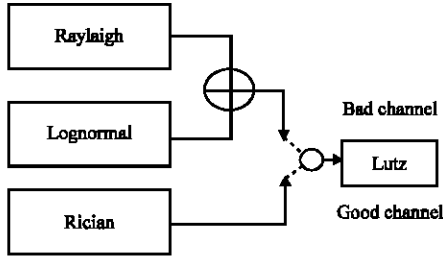 Raylaigh
Lognormal
Rician
Bad channel
Lutz
Good channel